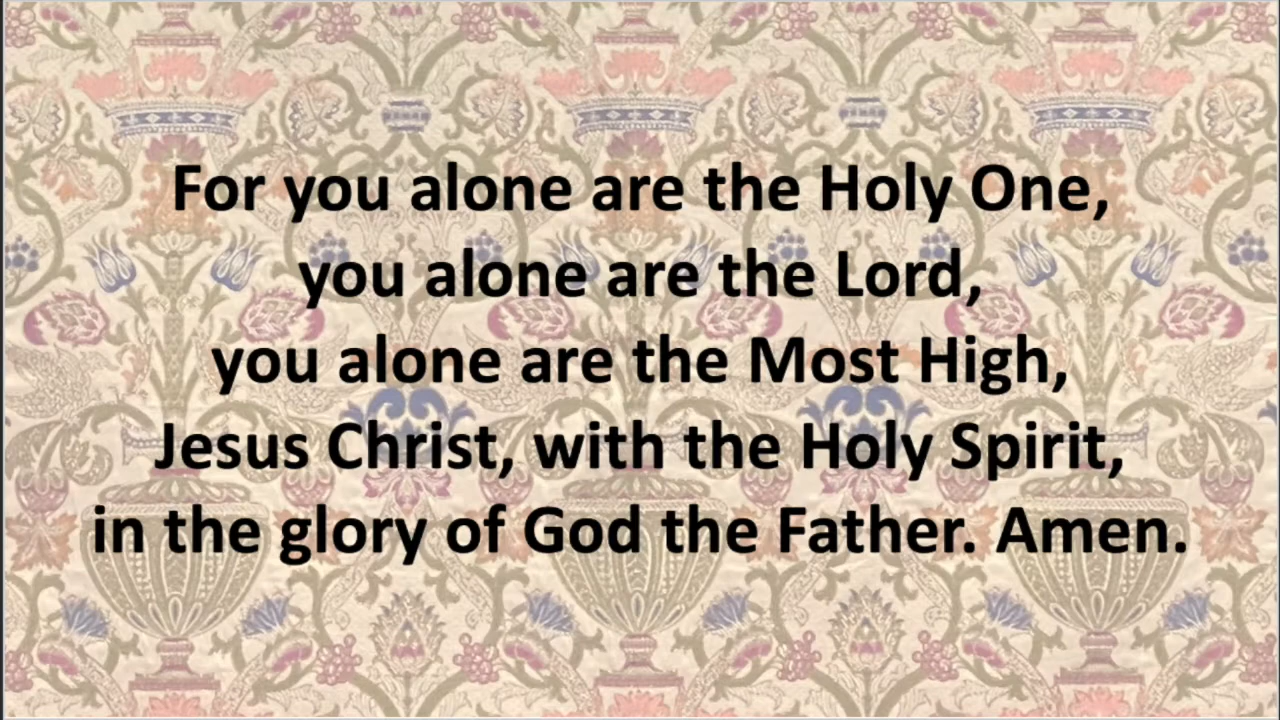 For you alone are the Holy One,
you alone are the Lord,
you alone are the Most High,
Jesus Christ, with the Holy Spirit,
in the glory of God the Father. Amen.